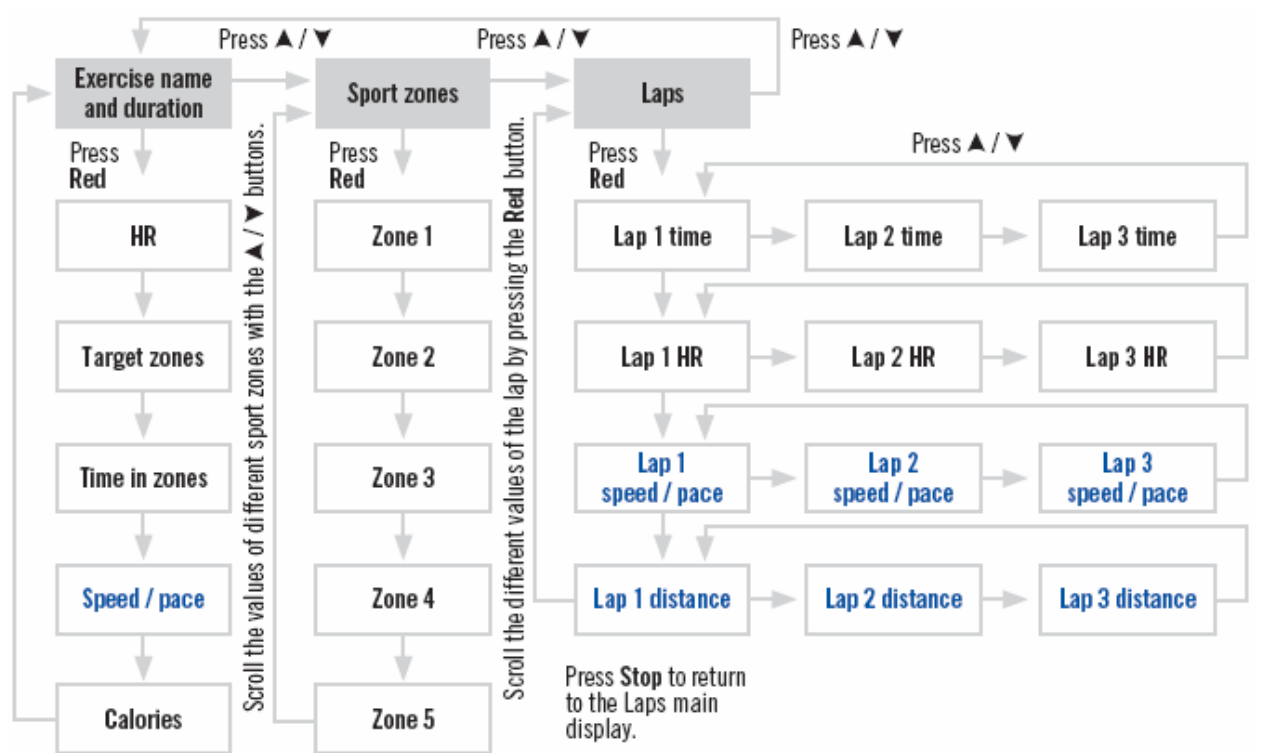 Press ▲ / ▼
Press ▲ / ▼
Press ▲ / ▼
Exercise name
and duration
Sport zones
Laps
Press
Red
Press
Red
Press
Red
Press ▲ / ▼
HR
Target zones
Time in zones
Speed / pace
Calories
Scroll the values of different sport zones with the ▲ / ▼ buttons.
Zone 1
Zone 2
Zone 3
Zone 4
Zone 5
Scroll the different values of the lap by pressing the Red button.
Lap 1 time
Lap 2 time
Lap 3 time
Lap 1 HR
Lap 2 HR
Lap 3 HR
Lap 1
speed / pace
Lap 2
speed / pace
Lap 3
speed / pace
Lap 1 distance
Lap 2 distance
Lap 3 distance
Press Stop to return
to the Laps main
display.